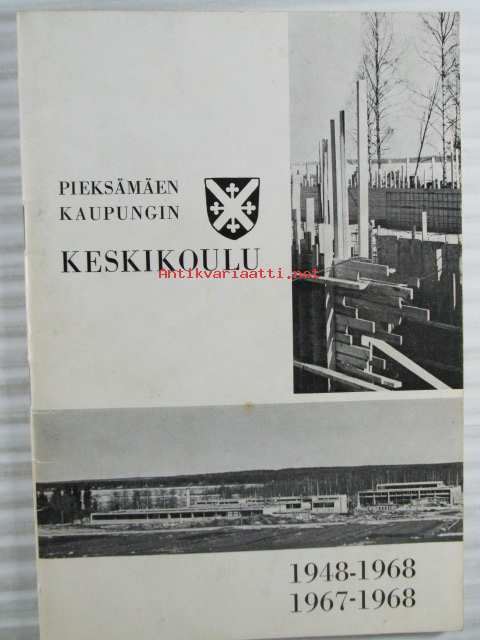 PIEKSÄMÄEN
KAUPUNGIN
KESKIKOULU
Antikvariaatti.net
1948-1968
1967-1968